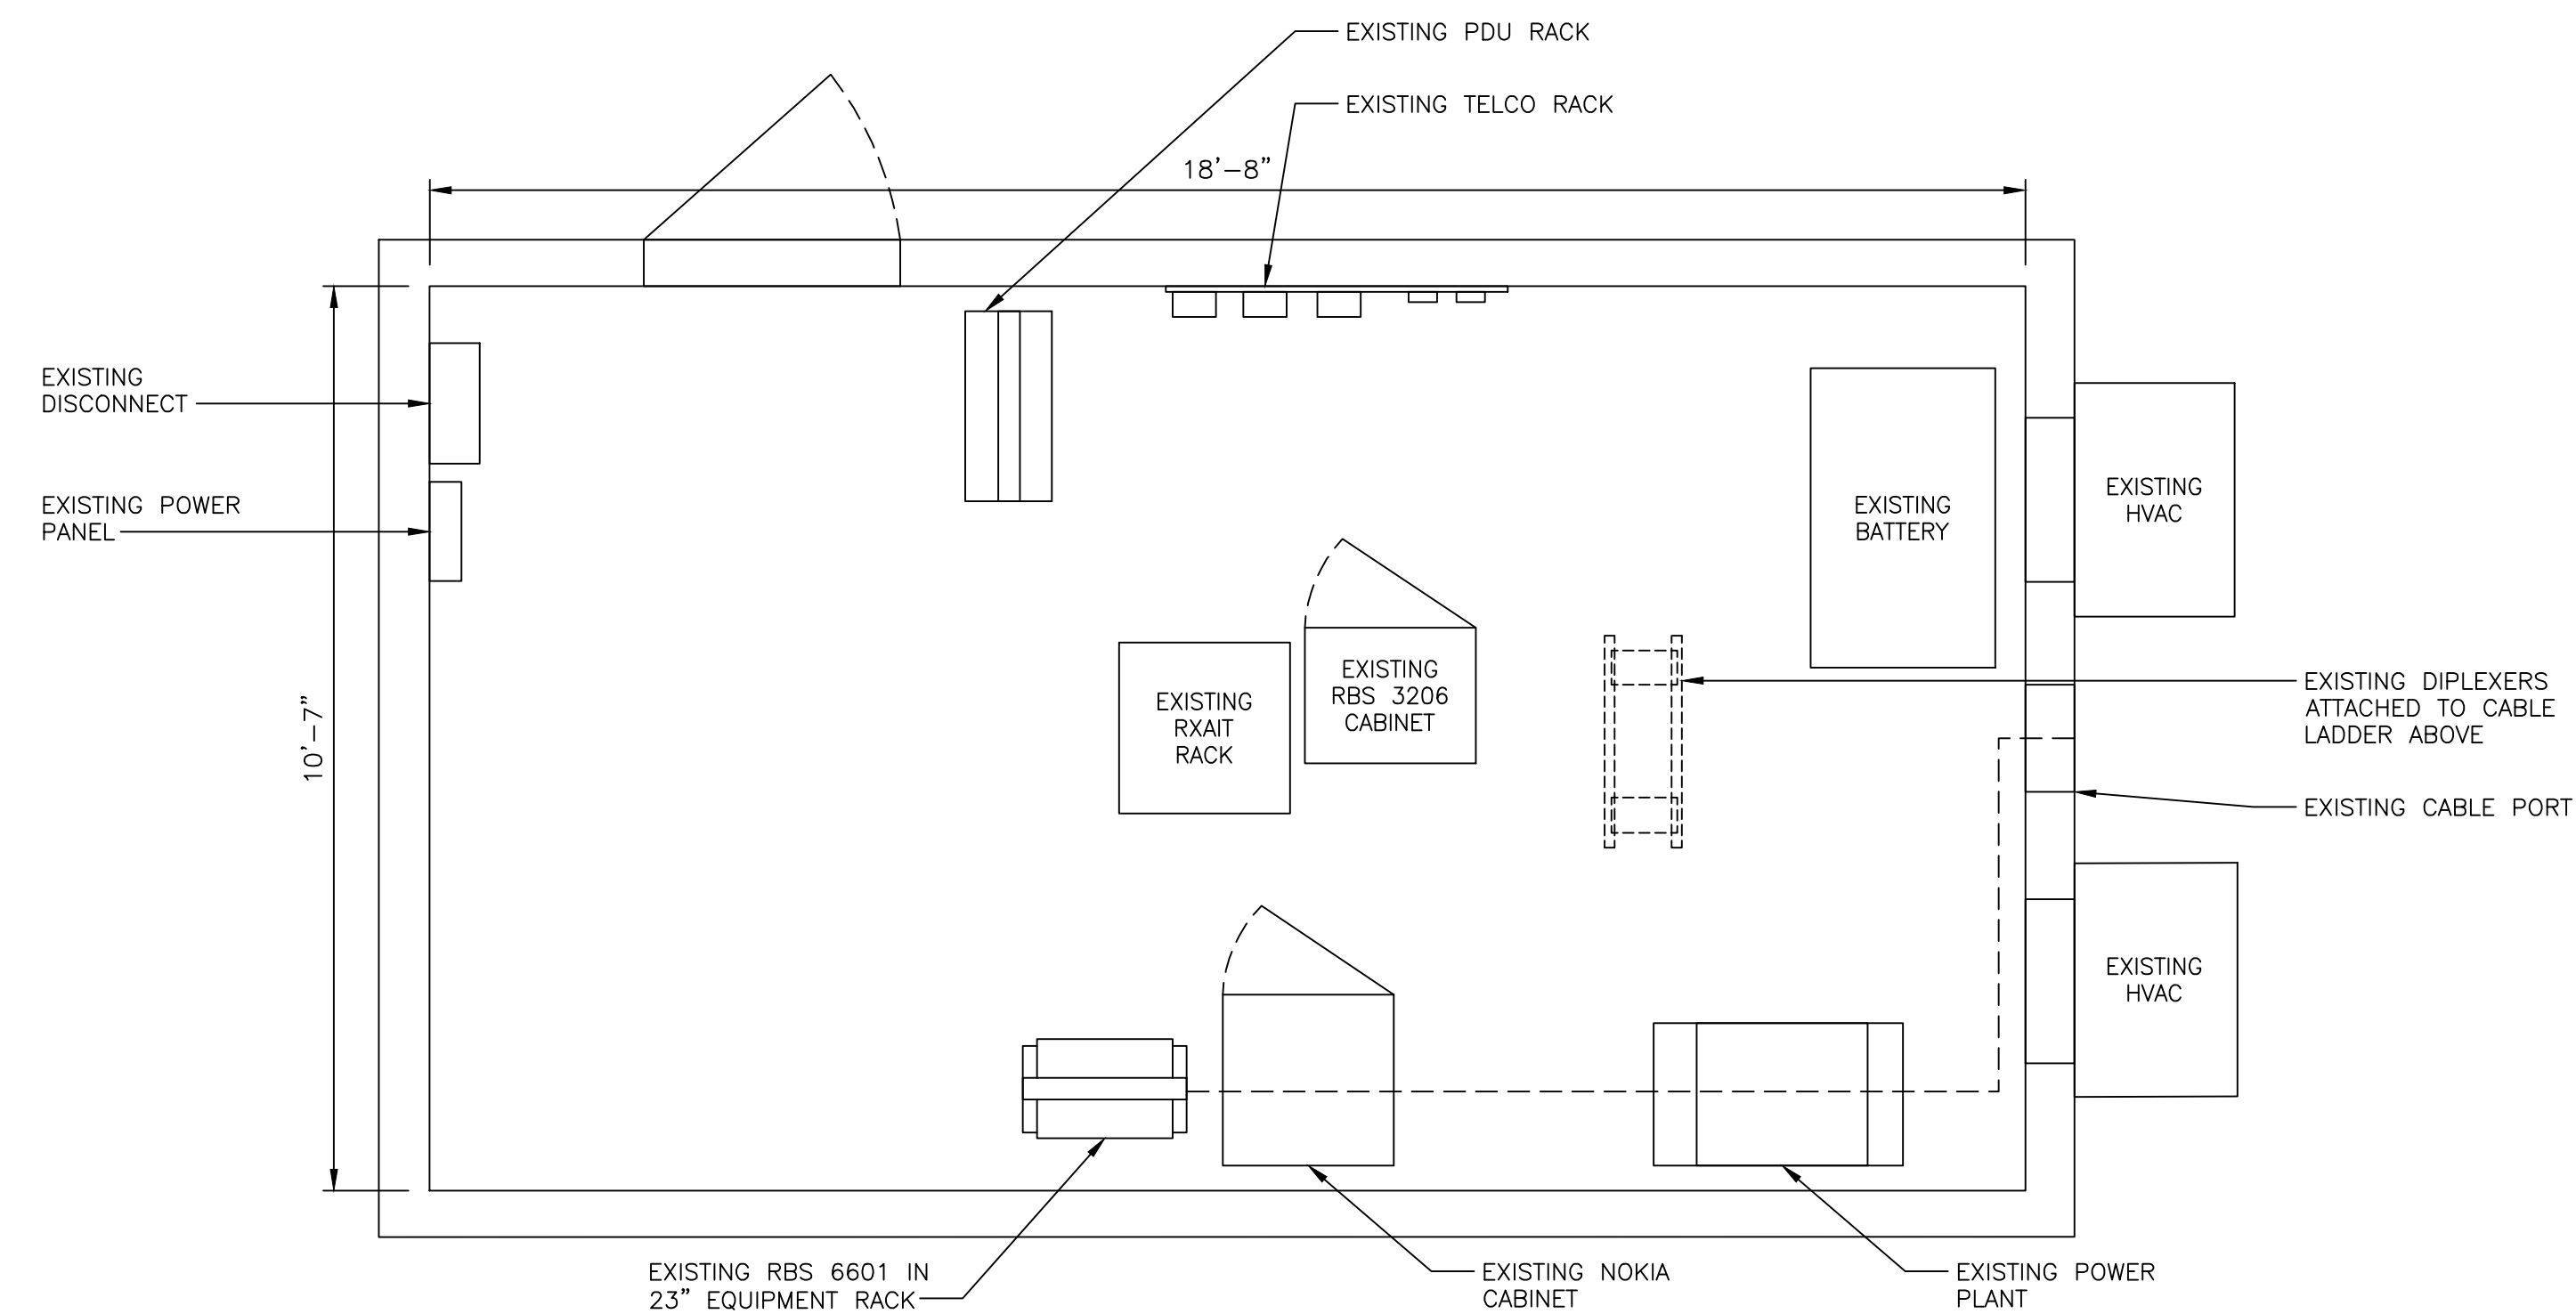 EXISTING PDU RACK
EXISTING TELCO RACK
18'-8"
EXISTING
DISCONNECT
EXISTING POWER
PANEL
10'-7"
EXISTING
BATTERY
EXISTING
HVAC
EXISTING
RBS 3206
CABINET
EXISTING
RXAIT
RACK
EXISTING DIPLEXERS
ATTACHED TO CABLE
LADDER ABOVE
EXISTING CABLE PORT
EXISTING
HVAC
EXISTING RBS 6601 IN
23" EQUIPMENT RACK
EXISTING NOKIA
CABINET
EXISTING POWER
PLANT